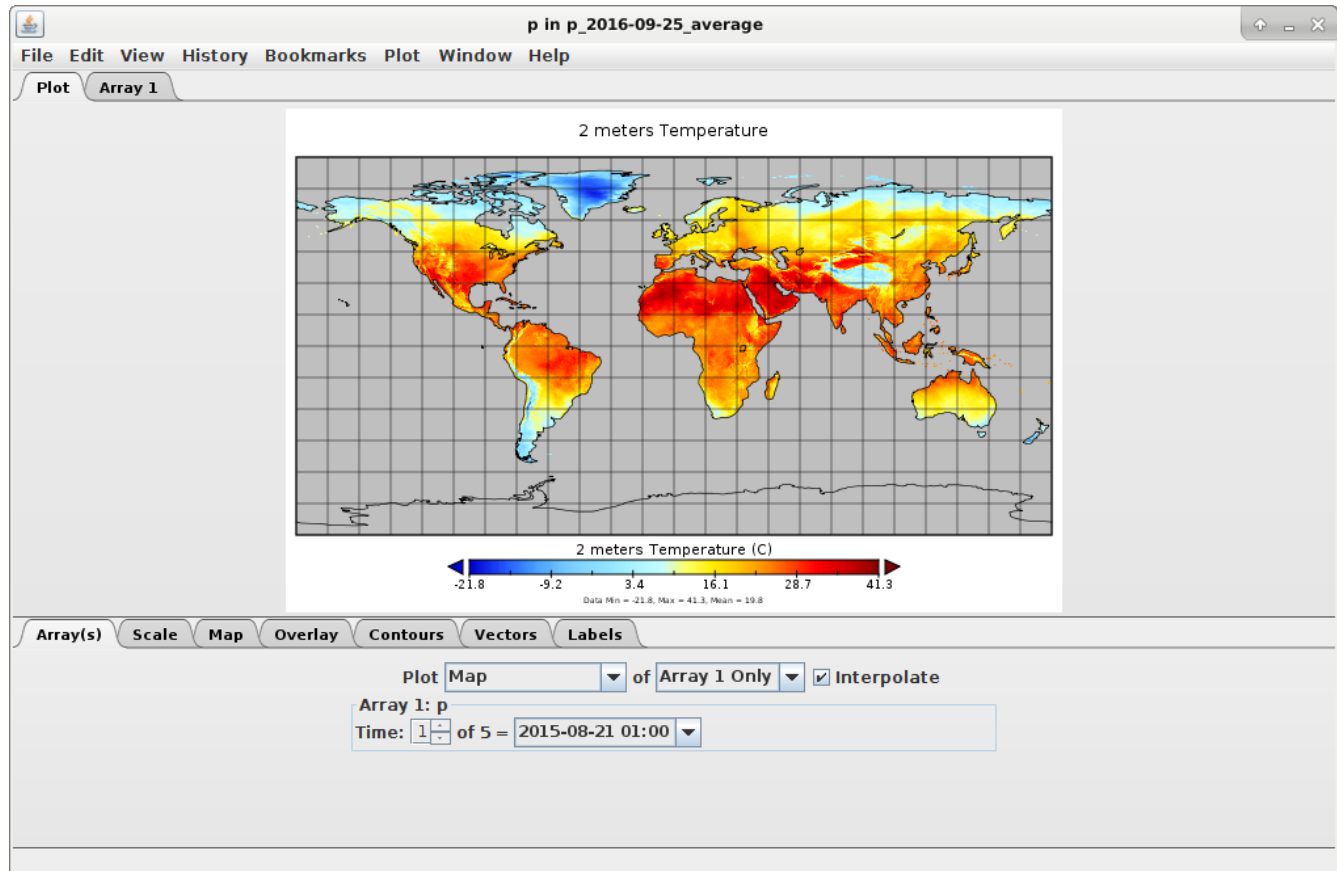 p in p_2016-09-25_average
File Edit View History Bookmarks Plot Window Help
Plot Array 1
2 meters Temperature
2 meters Temperature (C)
-21.8 -9.2 3.4 16.1 28.7 41.3
Data Min = -21.8, Max = 41.3, Mean = 19.8
Array(s) Scale Map Overlay Contours Vectors Labels
Plot Map of Array 1 Only Interpolate
Array 1: p
Time: 1 of 5 = 2015-08-21 01:00